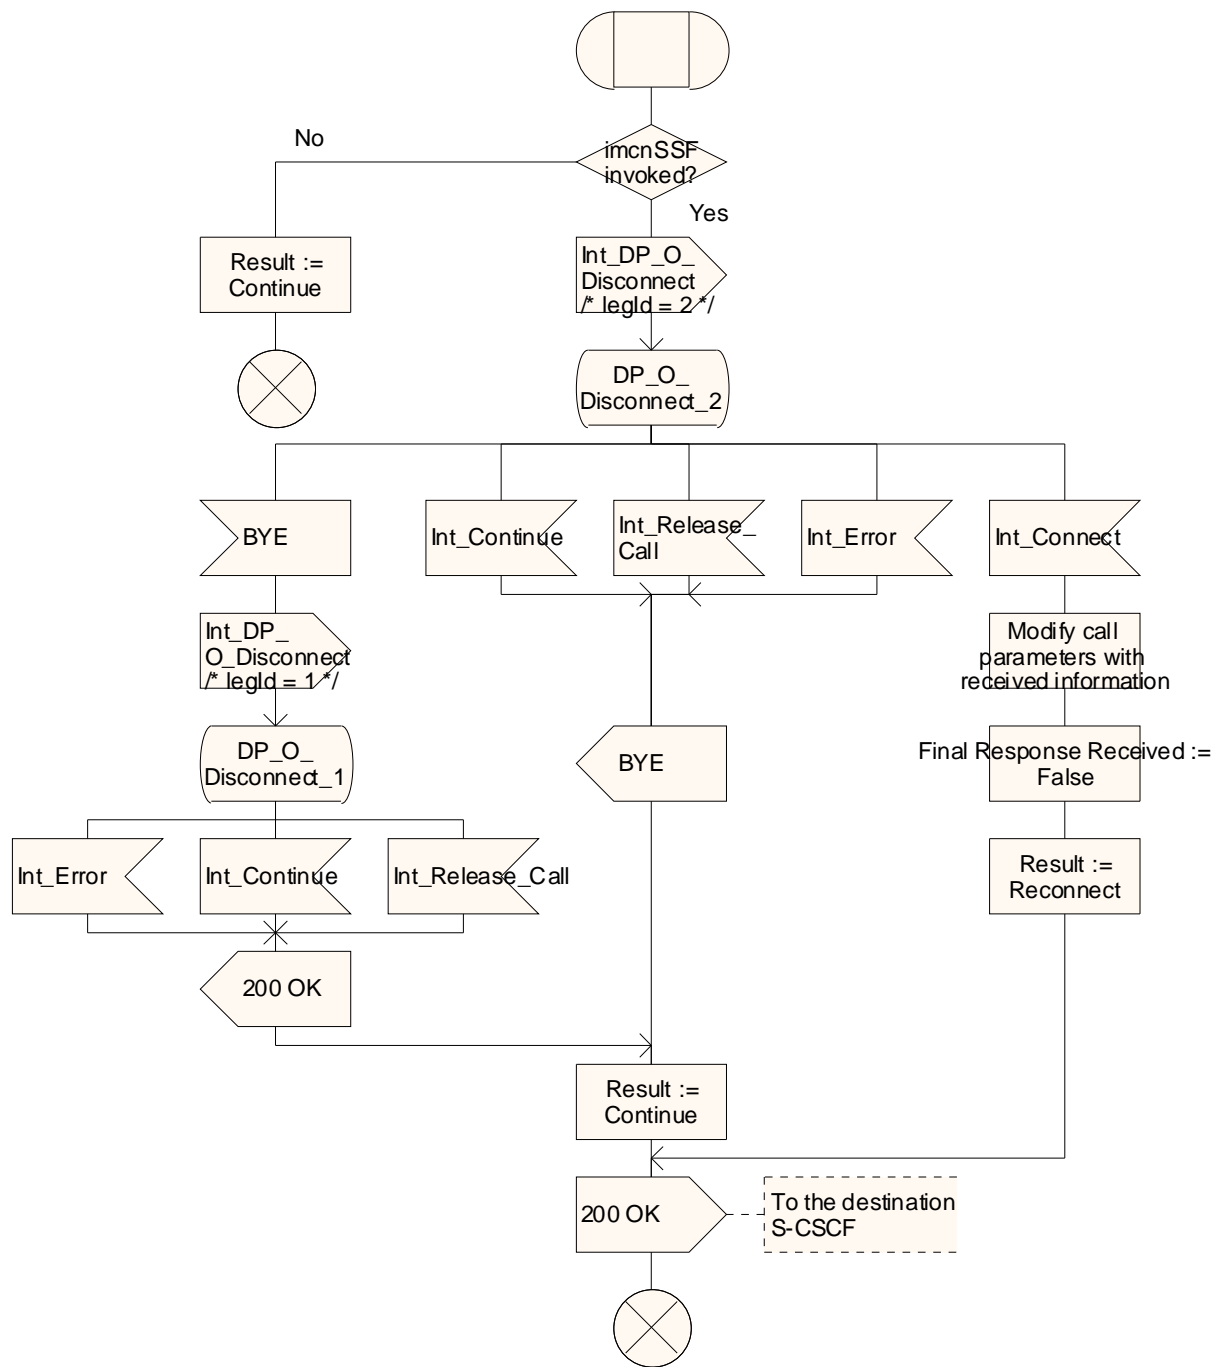 No
imcnSSF
invoked?
Yes
Result :=
Continue
Int_DP_O_
Disconnect
/* legId = 2 */
DP_O_
Disconnect_2
BYE
Int_Continue
Int_Release_
Call
Int_Error
Int_Connect
Int_DP_
O_Disconnect
/* legId = 1 */
Modify call
parameters with
received information
DP_O_
Disconnect_1
BYE
Final Response Received :=
False
Int_Error
Int_Continue
Int_Release_Call
Result :=
Reconnect
200 OK
Result :=
Continue
200 OK
To the destination
S-CSCF